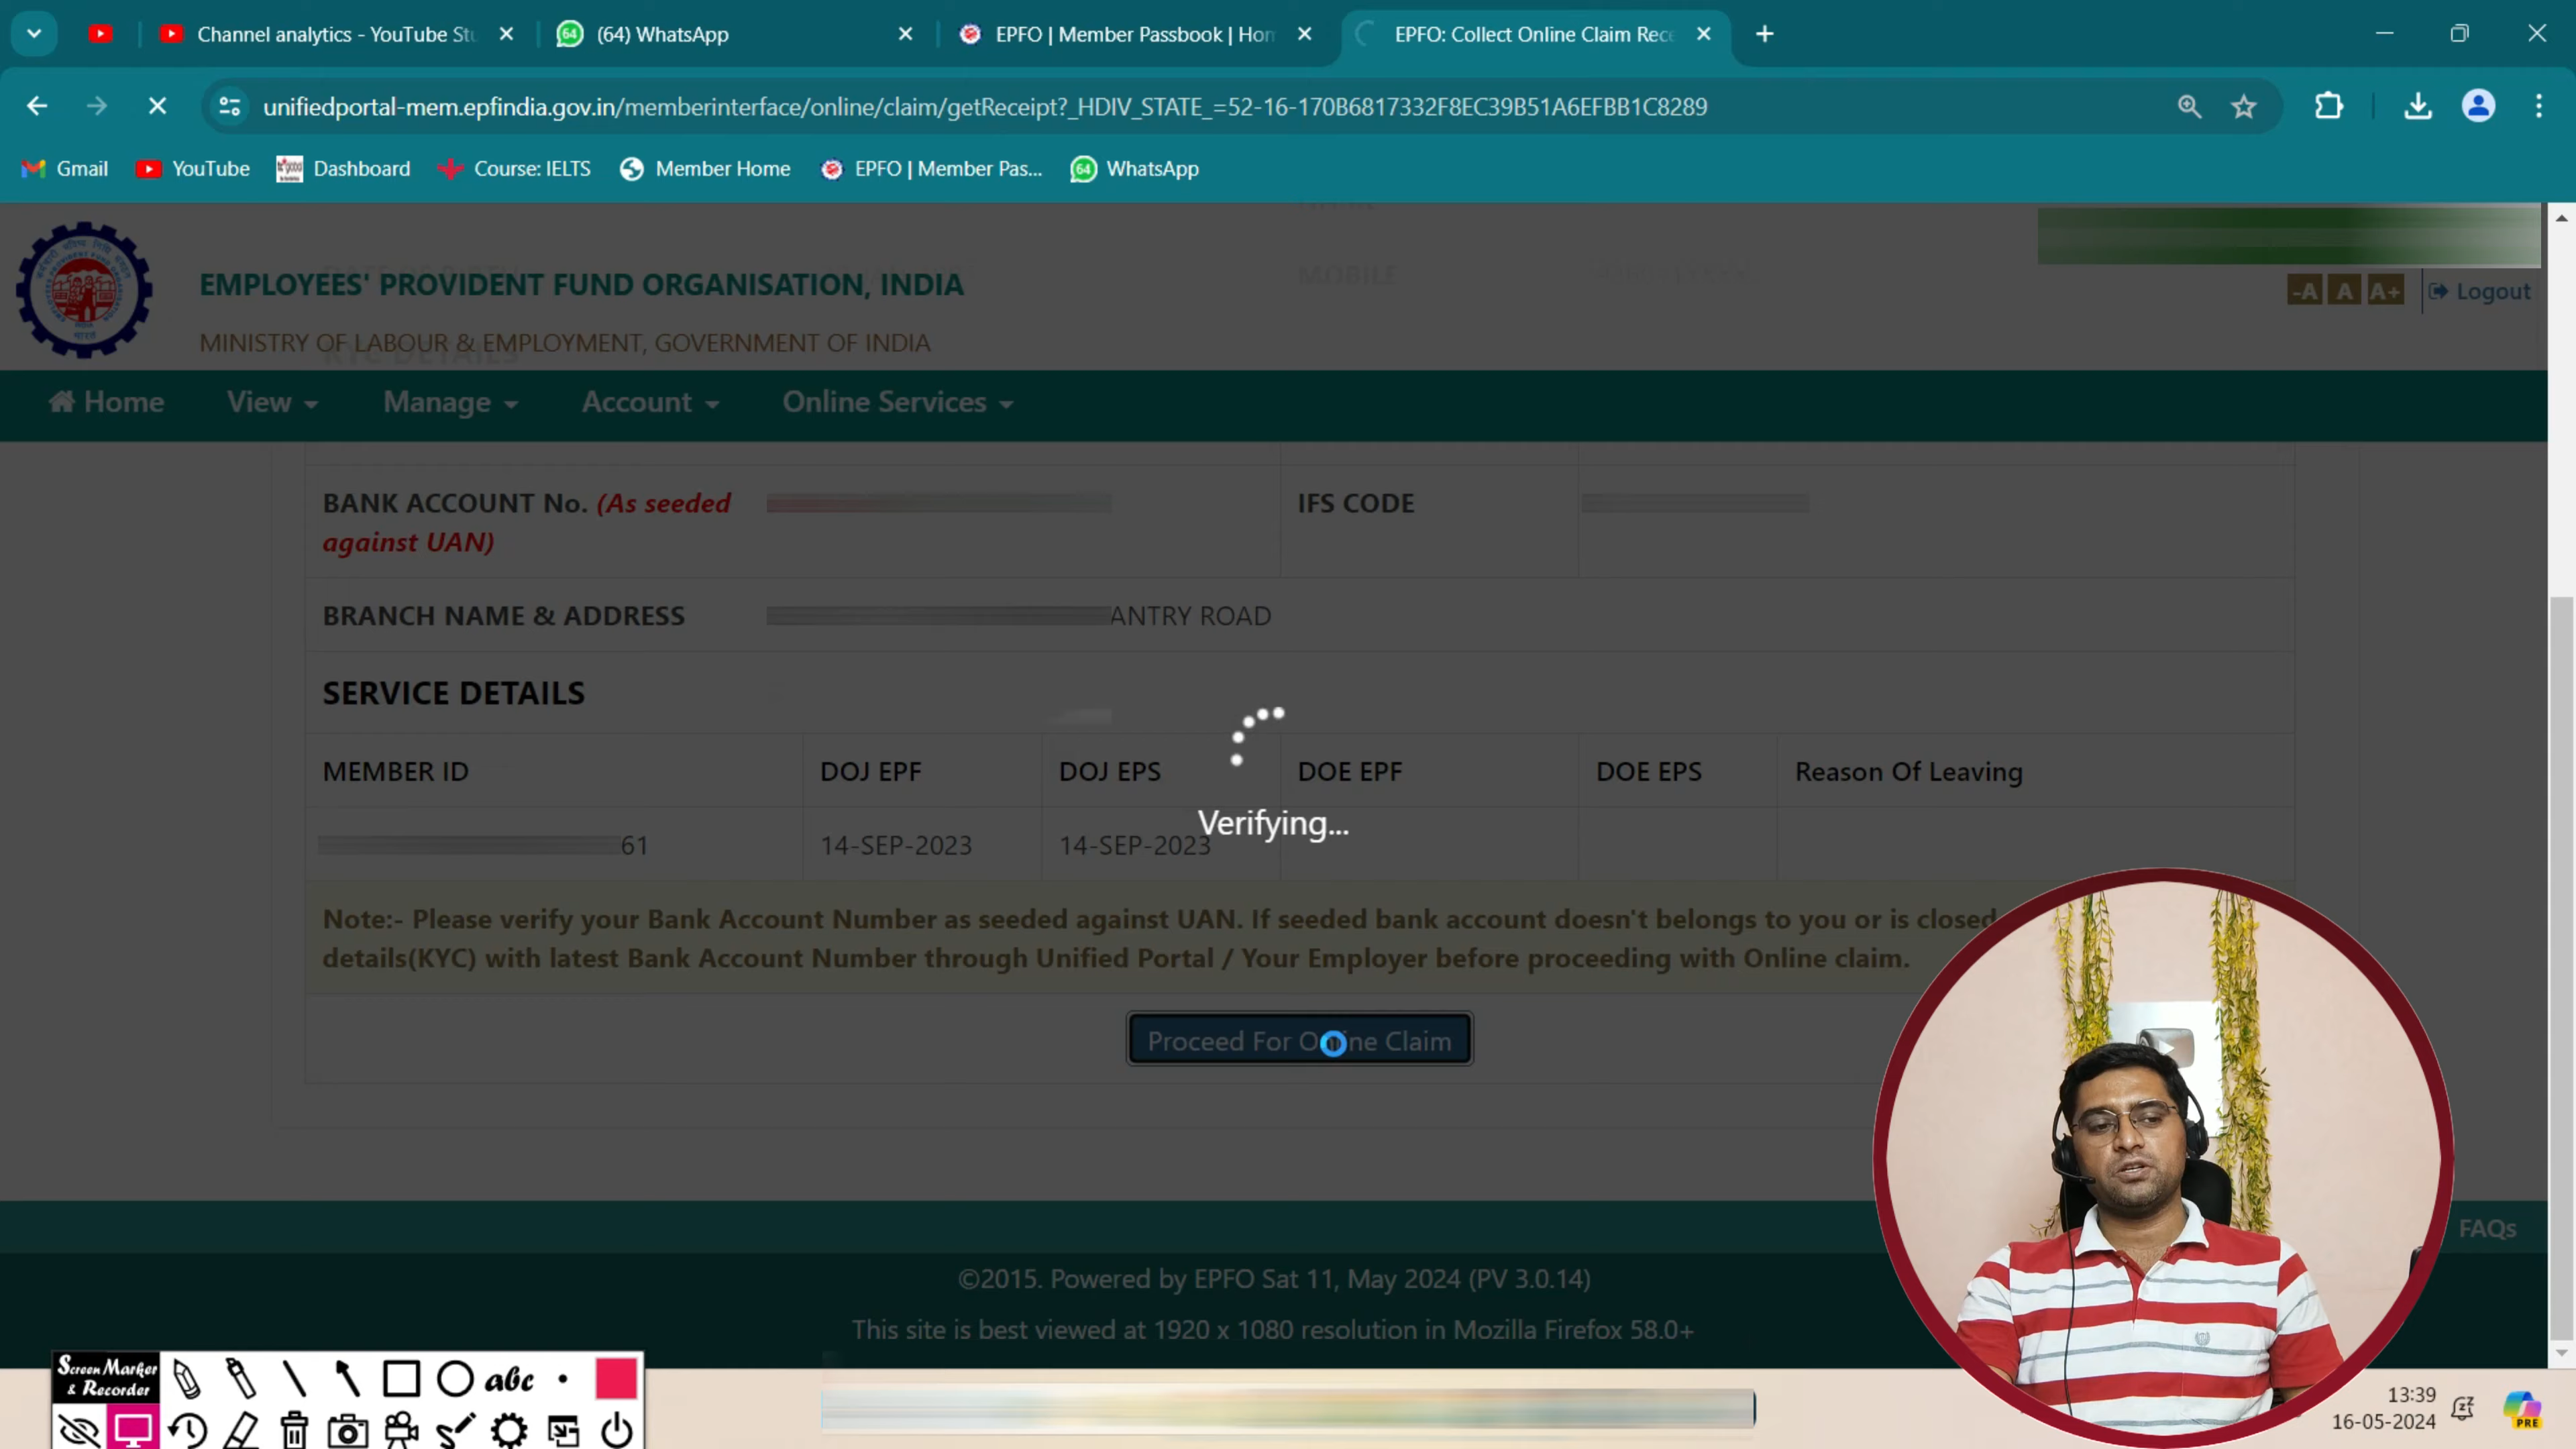 Channel analytics - YouTube Stu
(64) WhatsApp
EPFO | Member Passbook | Hom
EPFO: Collect Online Claim Rece
unifiedportal-mem.epfindia.gov.in/memberinterface/online/claim/getReceipt?_HDIV_STATE_=52-16-170B6817332F8EC39B51A6EFBB1C8289
Gmail YouTube Dashboard Course: IELTS Member Home EPFO | Member Pas... WhatsApp
EMPLOYEES' PROVIDENT FUND ORGANISATION, INDIA
MOBILE
-A A A+ Logout
MINISTRY OF LABOUR & EMPLOYMENT, GOVERNMENT OF INDIA
KYC DETAILS
Home View Manage Account Online Services
BANK ACCOUNT No. (As seeded against UAN)
IFS CODE
BRANCH NAME & ADDRESS ANTRY ROAD
SERVICE DETAILS
MEMBER ID DOJ EPF DOJ EPS DOE EPF DOE EPS Reason Of Leaving
Verifying...
61 14-SEP-2023 14-SEP-2023
Note:- Please verify your Bank Account Number as seeded against UAN. If seeded bank account doesn't belongs to you or is closed
details(KYC) with latest Bank Account Number through Unified Portal / Your Employer before proceeding with Online claim.
Proceed For Online Claim
FAQs
©2015. Powered by EPFO Sat 11, May 2024 (PV 3.0.14)
This site is best viewed at 1920 x 1080 resolution in Mozilla Firefox 58.0+
Screen Marker
& Recorder
abc
13:39
16-05-2024
PRE